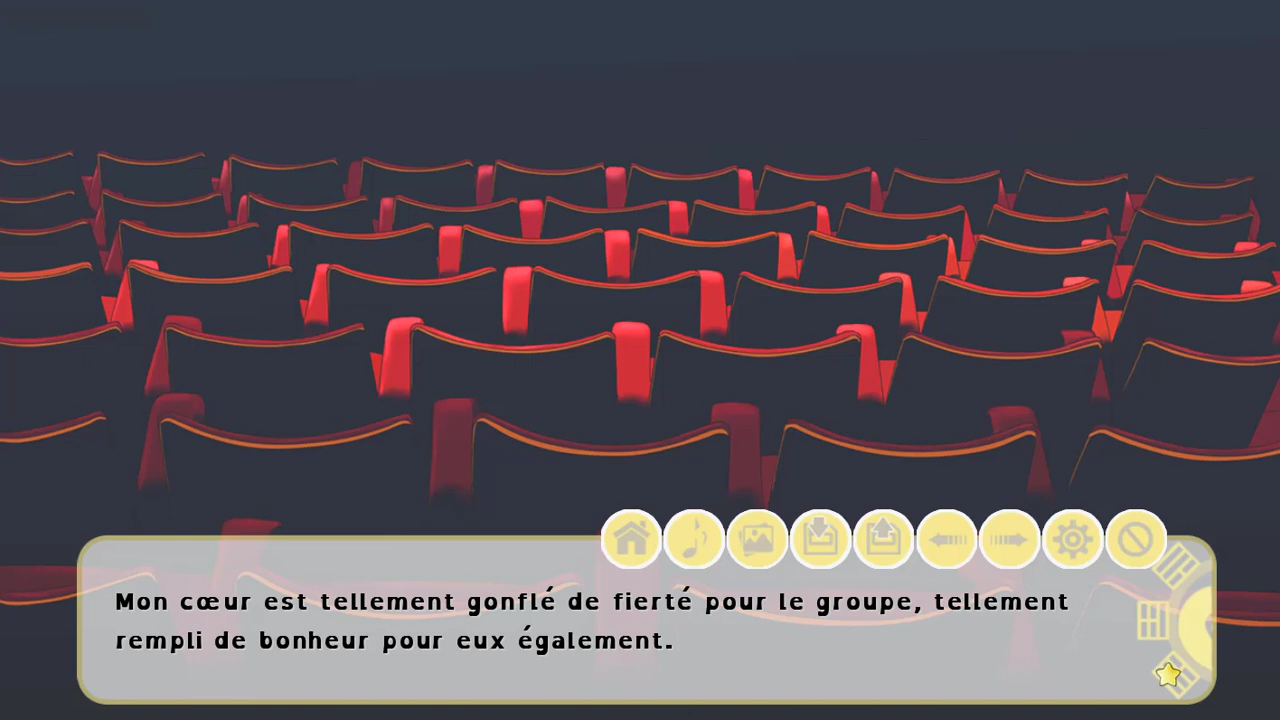 Mon cœur est tellement gonflé de fierté pour le groupe, tellement
rempli de bonheur pour eux également.